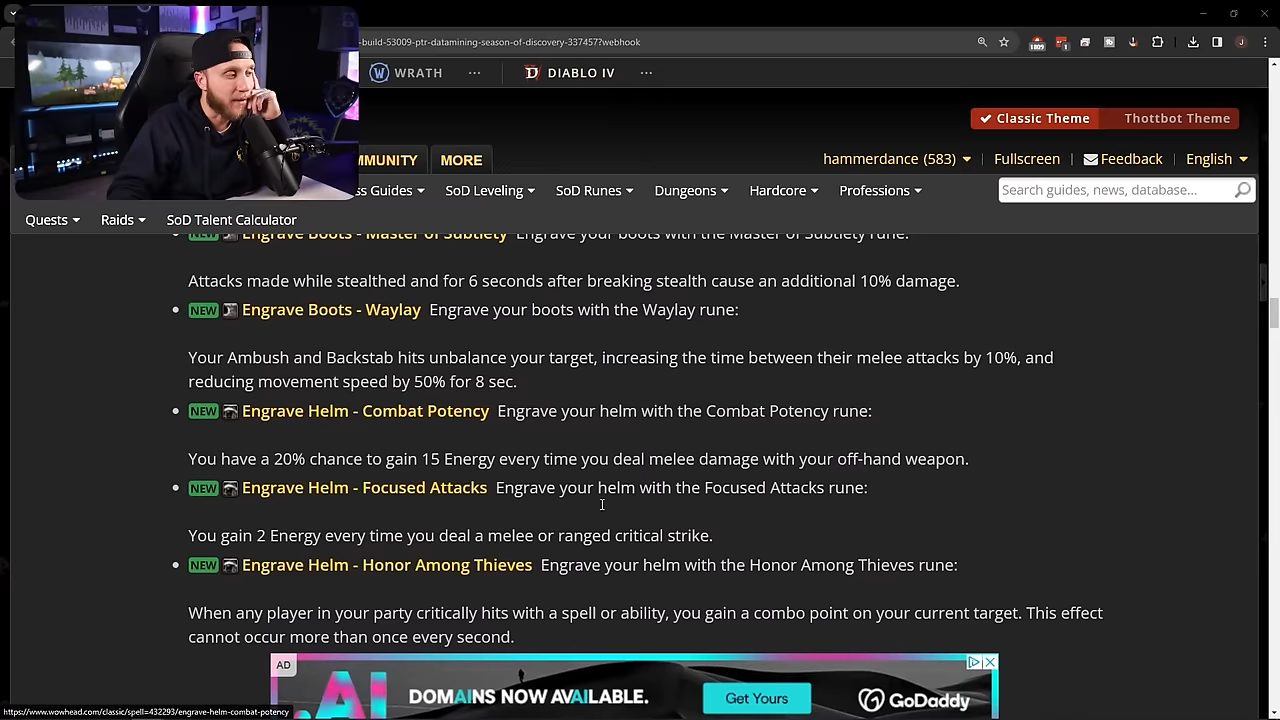 -build-53009-ptr-datamining-season-of-discovery-337457?webhook
1809
J
WRATH ... DIABLO IV ...
Classic Theme Thottbot Theme
MMUNITY MORE hammerdance (583) Fullscreen Feedback English
ss Guides SoD Leveling SoD Runes Dungeons Hardcore Professions Search guides, news, database...
Quests Raids SoD Talent Calculator
NEW Engrave Boots - Master of Subtlety Engrave your boots with the Master of Subtlety rune:
Attacks made while stealthed and for 6 seconds after breaking stealth cause an additional 10% damage.
NEW Engrave Boots - Waylay Engrave your boots with the Waylay rune:
Your Ambush and Backstab hits unbalance your target, increasing the time between their melee attacks by 10%, and
reducing movement speed by 50% for 8 sec.
NEW Engrave Helm - Combat Potency Engrave your helm with the Combat Potency rune:
You have a 20% chance to gain 15 Energy every time you deal melee damage with your off-hand weapon.
NEW Engrave Helm - Focused Attacks Engrave your helm with the Focused Attacks rune:
You gain 2 Energy every time you deal a melee or ranged critical strike.
NEW Engrave Helm - Honor Among Thieves Engrave your helm with the Honor Among Thieves rune:
When any player in your party critically hits with a spell or ability, you gain a combo point on your current target. This effect
cannot occur more than once every second.
AD
.AI DOMAINS NOW AVAILABLE. Get Yours GoDaddy
https://www.wowhead.com/classic/spell=432293/engrave-helm-combat-potency